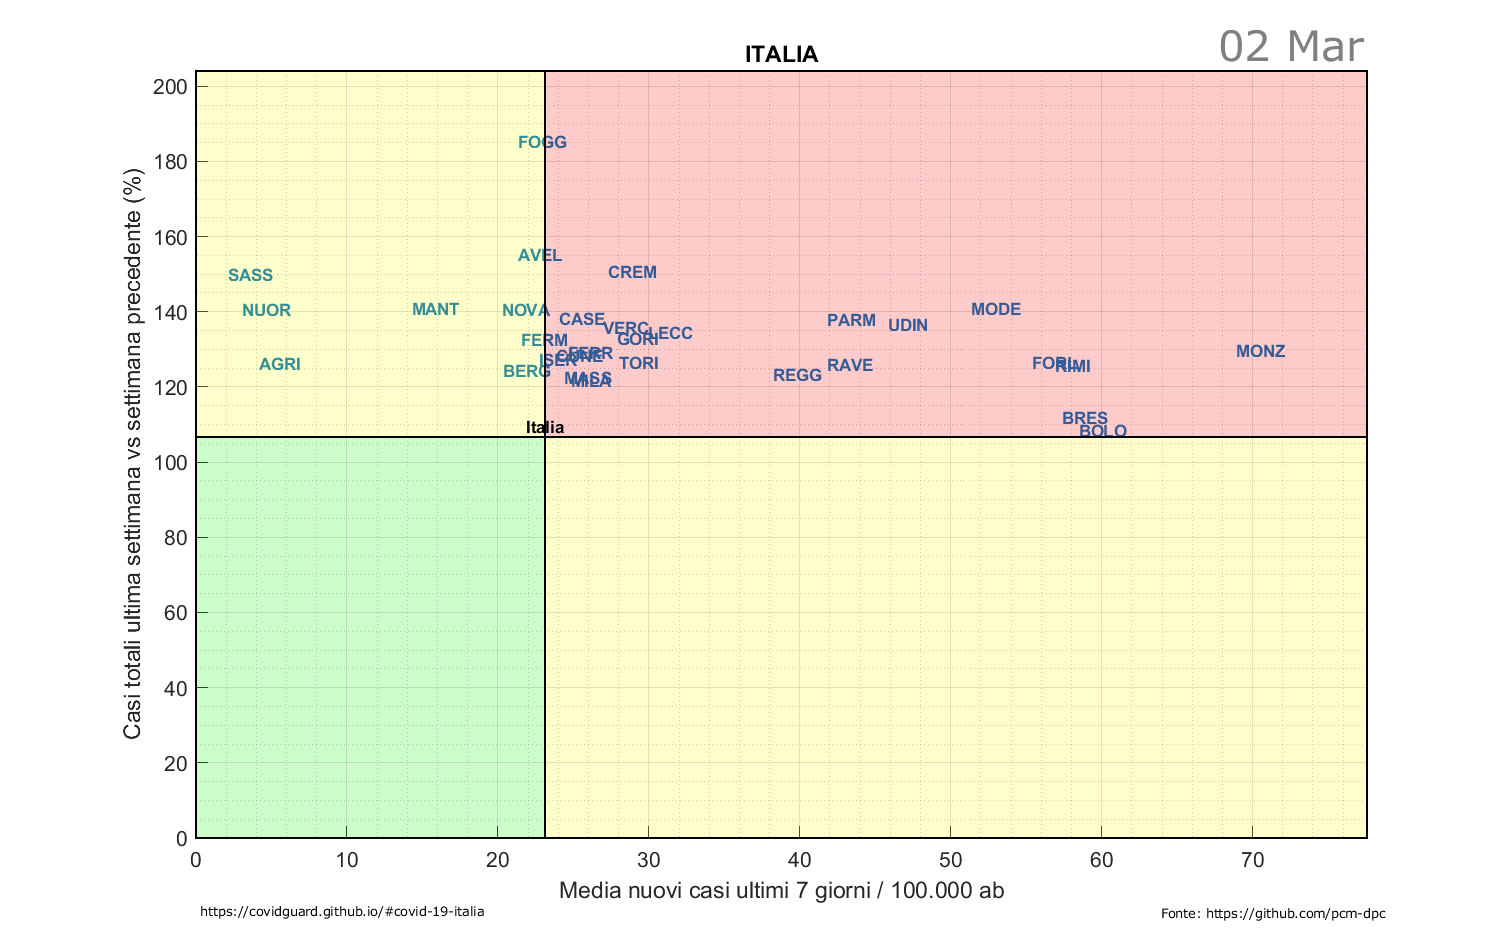 02 Mar
ITALIA
Casi totali ultima settimana vs settimana precedente (%)
200
180
160
140
120
100
80
60
40
20
0
FOGG
AVEL
CREM
SASS
NUOR
MANT
NOVA
MODE
CASE
PARM
UDIN
VERC
LECC
FERM
GORI
FERR
MONZ
CUNE
ISER
AGRI
TORI
RAVE
FORL
RIMI
BERG
REGG
MASS
MILA
BRES
Italia
BOLO
0 10 20 30 40 50 60 70
Media nuovi casi ultimi 7 giorni / 100.000 ab
https://covidguard.github.io/#covid-19-italia
Fonte: https://github.com/pcm-dpc